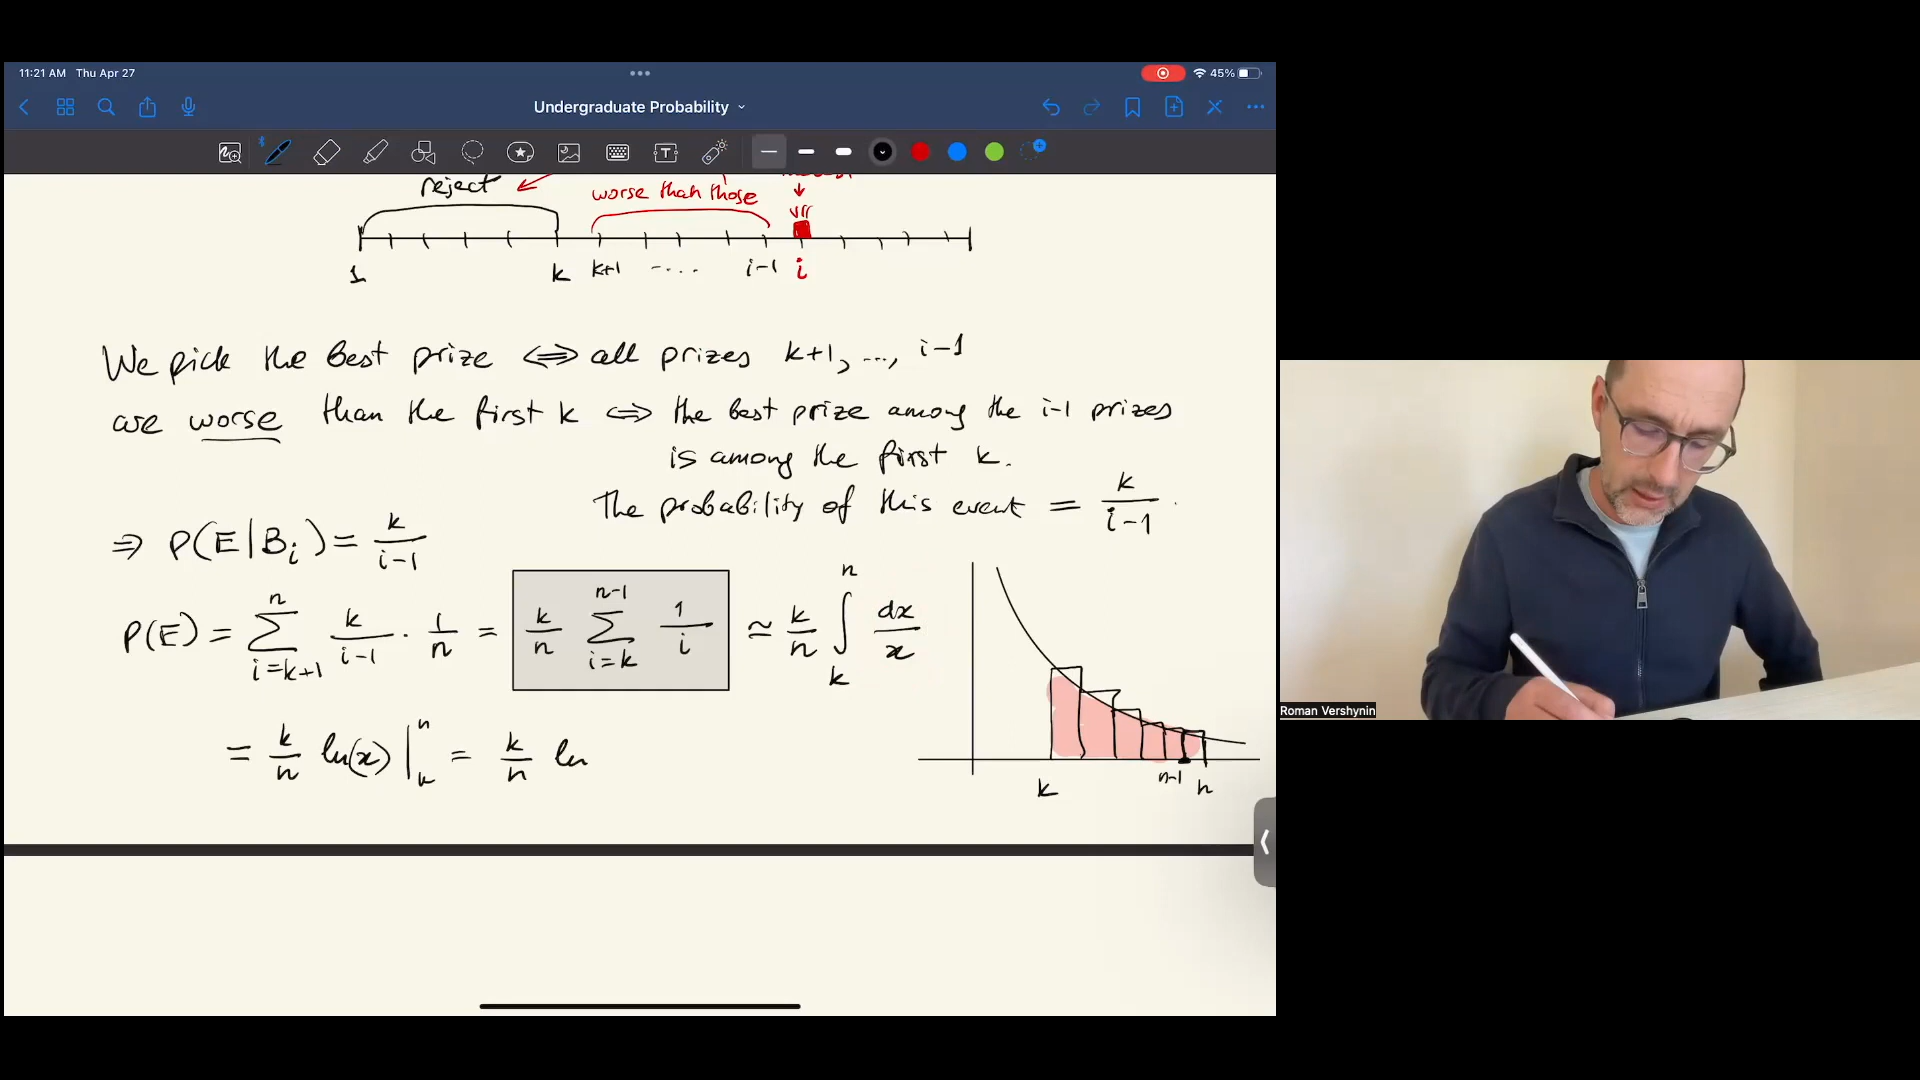 11:21 AM Thu Apr 27
45%
Undergraduate Probability
reject
worse than those
1 k k+1 -... i-1 i
We pick the Best prize ⟺ all prizes k+1, ..., i-1
are worse than the first k ⟺ the best prize among the i-1 prizes
is among the first k.
The probability of this event = k/(i-1).
⇒ P(E|B_i) = k/(i-1)
P(E) = ∑_{i=k+1}^{n} k/(i-1) · 1/n = k/n ∑_{i=k}^{n-1} 1/i ≈ k/n ∫_k^n dx/x
= k/n ln(x) |_k^n = k/n ln
k n-1 n
Roman Vershynin